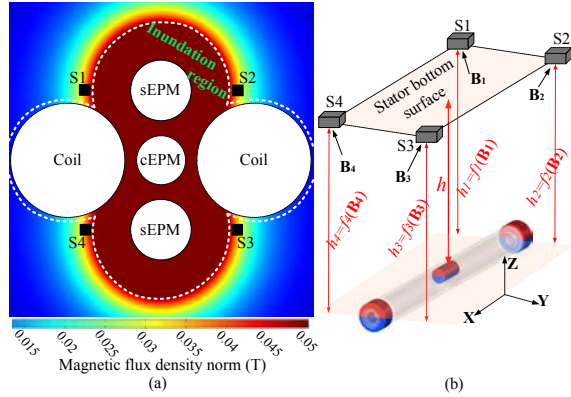 (a)
Inundation
region
S1
S2
sEPM
Coil
cEPM
Coil
sEPM
S4
S3
0.015
0.02
0.025
0.03
0.035
0.04
0.045
0.05
Magnetic flux density norm (T)
(a)
S1
S2
B₁
B₂
Stator bottom
surface
S4
S3
B₄
B₃
h
h₁=f₁(B₁)
h₂=f₂(B₂)
h₃=f₃(B₃)
h₄=f₄(B₄)
Z
Y
X
(b)